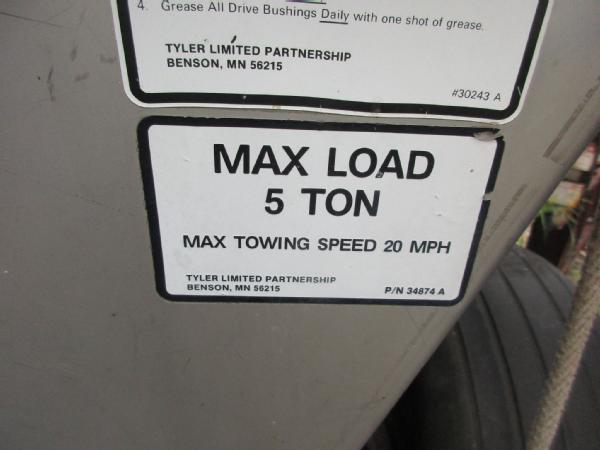 4. Grease All Drive Bushings Daily with one shot of grease.
TYLER LIMITED PARTNERSHIP
BENSON, MN 56215
#30243 A
MAX LOAD
5 TON
MAX TOWING SPEED 20 MPH
TYLER LIMITED PARTNERSHIP
BENSON, MN 56215
P/N 34874 A